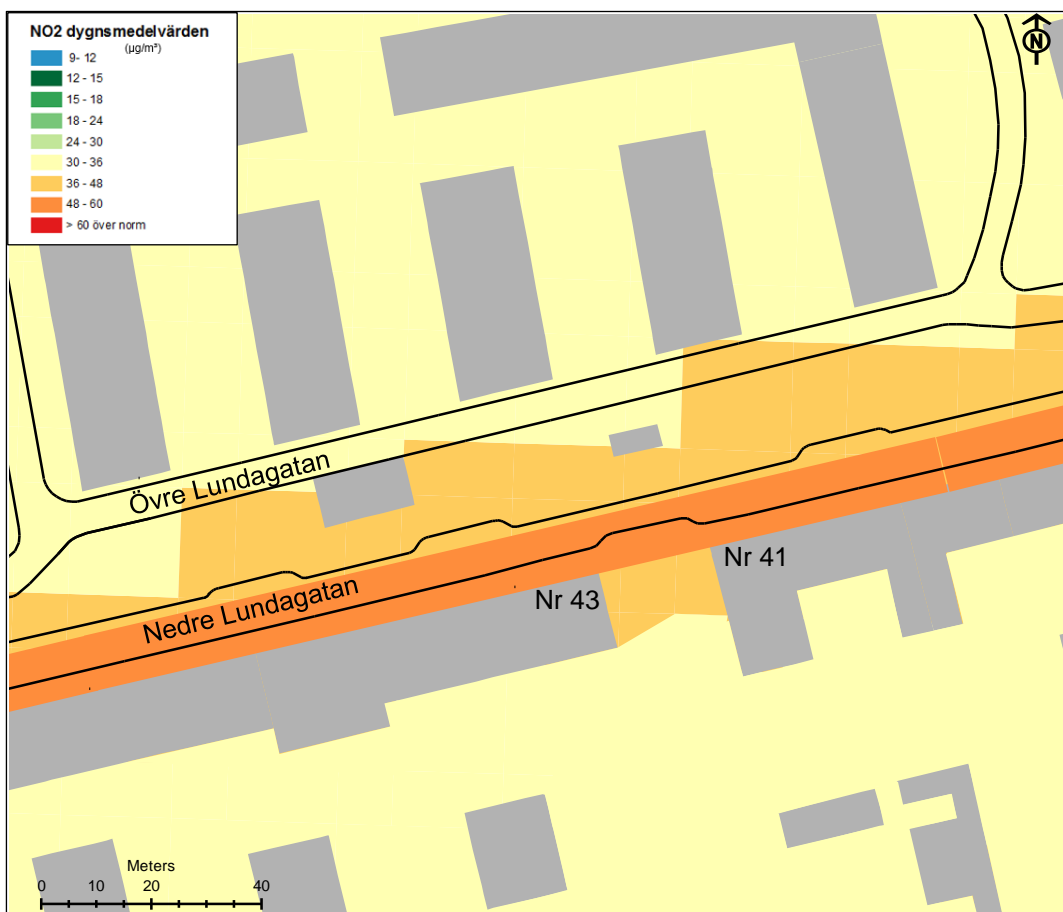 NO2 dygnsmedelvärden
(µg/m³)
9- 12
12 - 15
15 - 18
18 - 24
24 - 30
30 - 36
36 - 48
48 - 60
> 60 över norm
N
Övre Lundagatan
Nr 41
Nedre Lundagatan
Nr 43
Meters
0 10 20 40